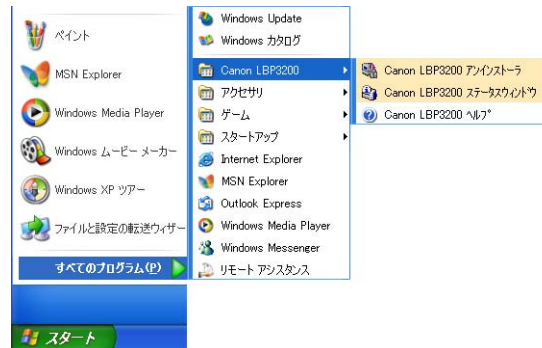 ペイント
MSN Explorer
Windows Media Player
Windows ムービー メーカー
Windows XP ツアー
ファイルと設定の転送ウィザー
すべてのプログラム(P)
スタート
Windows Update
Windows カタログ
Canon LBP3200
アクセサリ
ゲーム
スタートアップ
Internet Explorer
MSN Explorer
Outlook Express
Windows Media Player
Windows Messenger
リモート アシスタンス
Canon LBP3200 アンインストーラ
Canon LBP3200 ステータスウィンドウ
Canon LBP3200 ヘルプ